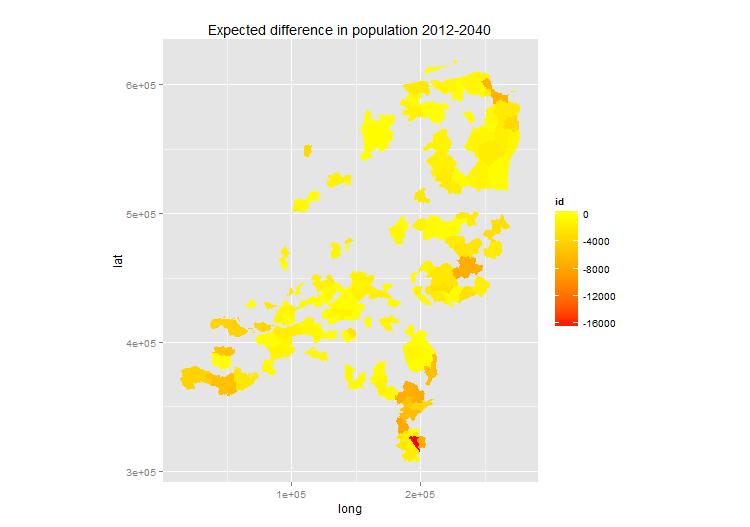 Expected difference in population 2012-2040
6e+05
5e+05
4e+05
3e+05
lat
1e+05
2e+05
long
id
0
-4000
-8000
-12000
-16000